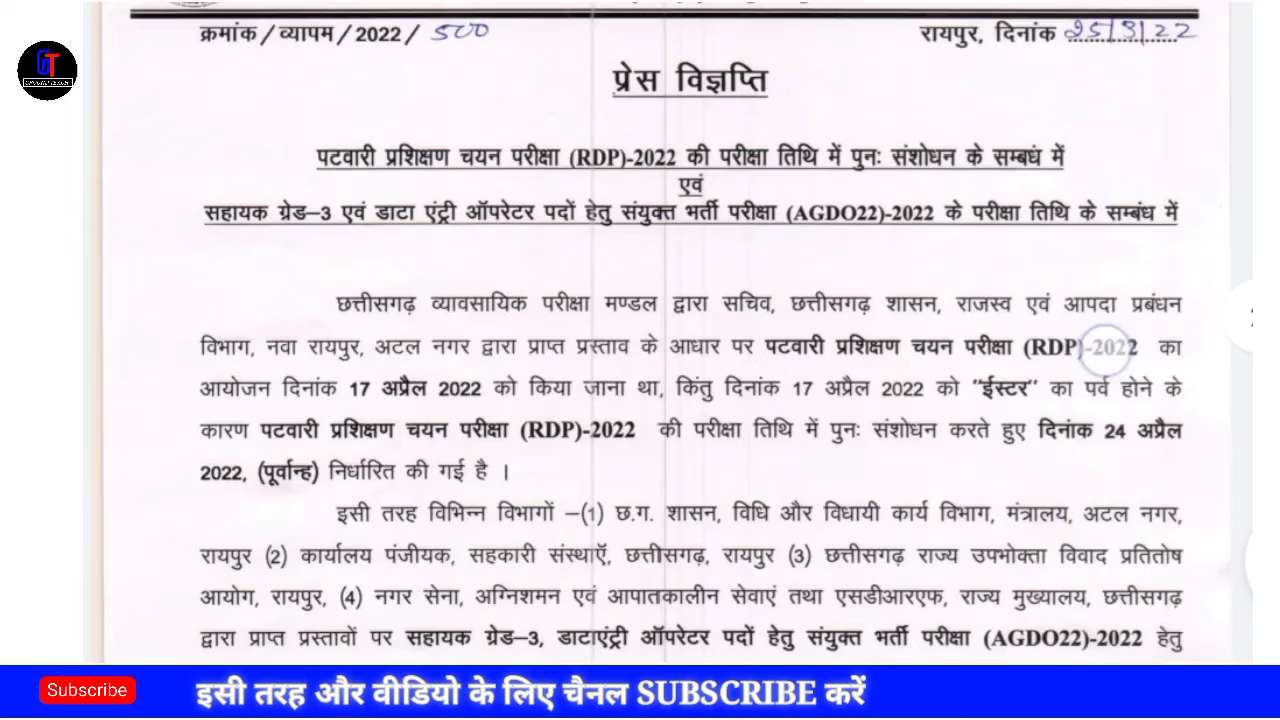 क्रमांक/व्यापम/2022/ 500
रायपुर, दिनांक 25/3/22
GT
प्रेस विज्ञप्ति
पटवारी प्रशिक्षण चयन परीक्षा (RDP)-2022 की परीक्षा तिथि में पुनः संशोधन के सम्बधं में
एवं
सहायक ग्रेड–3 एवं डाटा एंट्री ऑपरेटर पदों हेतु संयुक्त भर्ती परीक्षा (AGDO22)-2022 के परीक्षा तिथि के सम्बंध में
छत्तीसगढ़ व्यावसायिक परीक्षा मण्डल द्वारा सचिव, छत्तीसगढ़ शासन, राजस्व एवं आपदा प्रबंधन
विभाग, नवा रायपुर, अटल नगर द्वारा प्राप्त प्रस्ताव के आधार पर पटवारी प्रशिक्षण चयन परीक्षा (RDP)-2022 का
आयोजन दिनांक 17 अप्रैल 2022 को किया जाना था, किंतु दिनांक 17 अप्रैल 2022 को "ईस्टर" का पर्व होने के
कारण पटवारी प्रशिक्षण चयन परीक्षा (RDP)-2022 की परीक्षा तिथि में पुनः संशोधन करते हुए दिनांक 24 अप्रैल
2022, (पूर्वान्ह) निर्धारित की गई है ।
इसी तरह विभिन्न विभागों –(1) छ.ग. शासन, विधि और विधायी कार्य विभाग, मंत्रालय, अटल नगर,
रायपुर (2) कार्यालय पंजीयक, सहकारी संस्थाऍ, छत्तीसगढ़, रायपुर (3) छत्तीसगढ़ राज्य उपभोक्ता विवाद प्रतितोष
आयोग, रायपुर, (4) नगर सेना, अग्निशमन एवं आपातकालीन सेवाएं तथा एसडीआरएफ, राज्य मुख्यालय, छत्तीसगढ़
द्वारा प्राप्त प्रस्तावों पर सहायक ग्रेड–3, डाटाएंट्री ऑपरेटर पदों हेतु संयुक्त भर्ती परीक्षा (AGDO22)-2022 हेतु
Subscribe
इसी तरह और वीडियो के लिए चैनल SUBSCRIBE करें